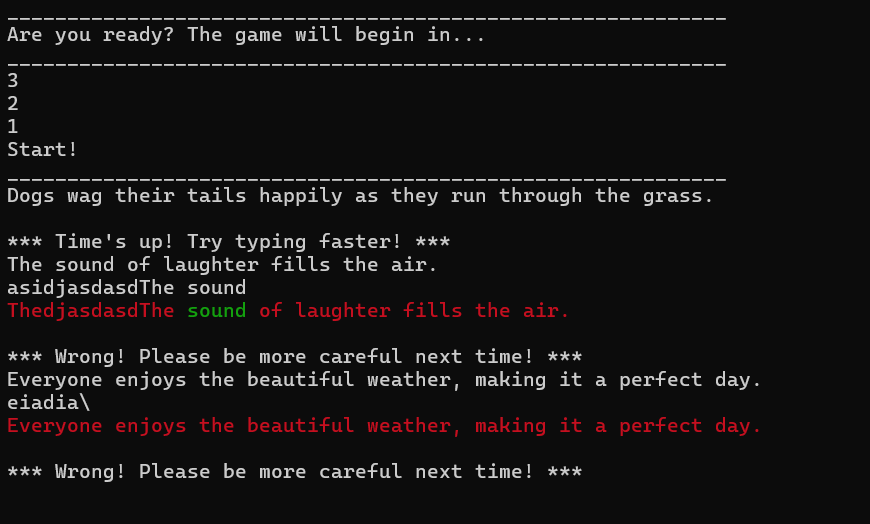 ____________________________________________________________
Are you ready? The game will begin in...
____________________________________________________________
3
2
1
Start!
____________________________________________________________
Dogs wag their tails happily as they run through the grass.
*** Time's up! Try typing faster! ***
The sound of laughter fills the air.
asidjasdasdThe sound
ThedjasdasdThe sound of laughter fills the air.
*** Wrong! Please be more careful next time! ***
Everyone enjoys the beautiful weather, making it a perfect day.
eiadia\
Everyone enjoys the beautiful weather, making it a perfect day.
*** Wrong! Please be more careful next time! ***